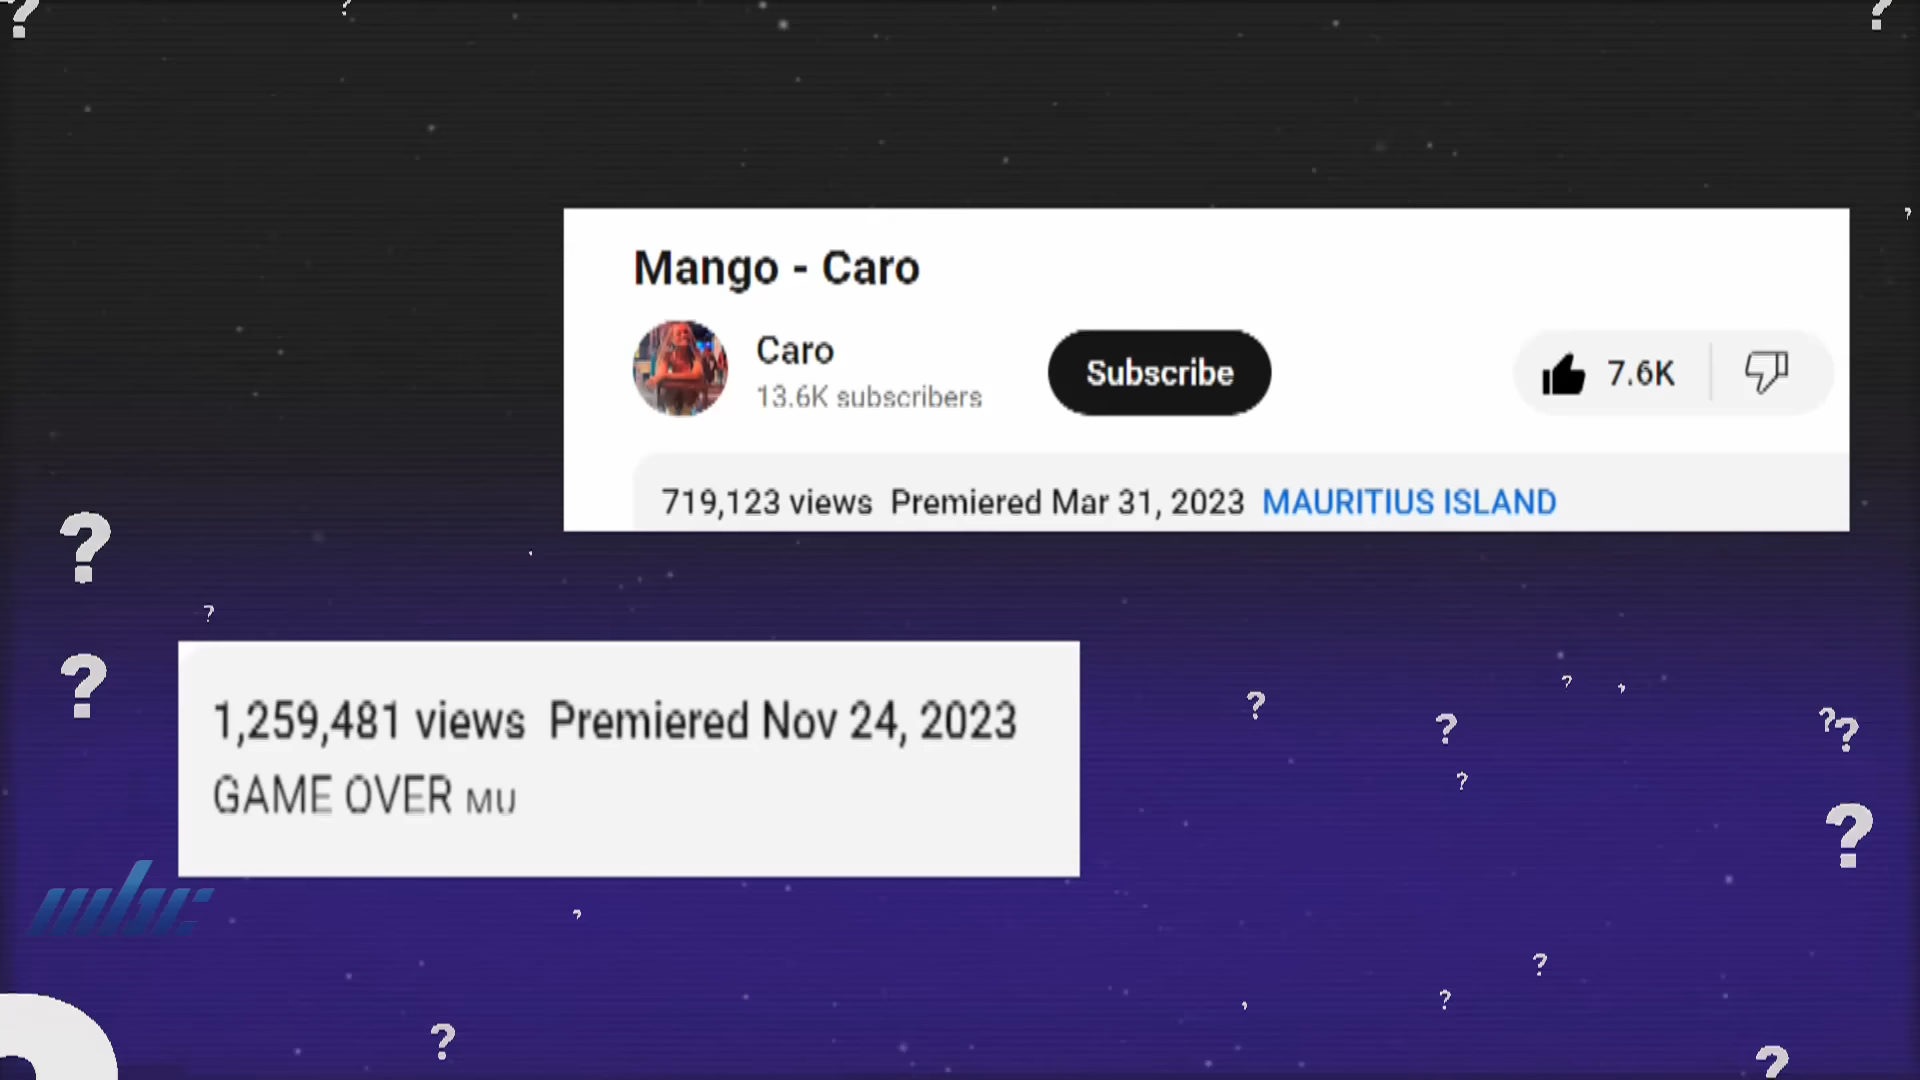 Mango - Caro
Caro
13.6K subscribers
Subscribe
7.6K
719,123 views Premiered Mar 31, 2023 MAURITIUS ISLAND
1,259,481 views Premiered Nov 24, 2023
GAME OVER MU
mbc